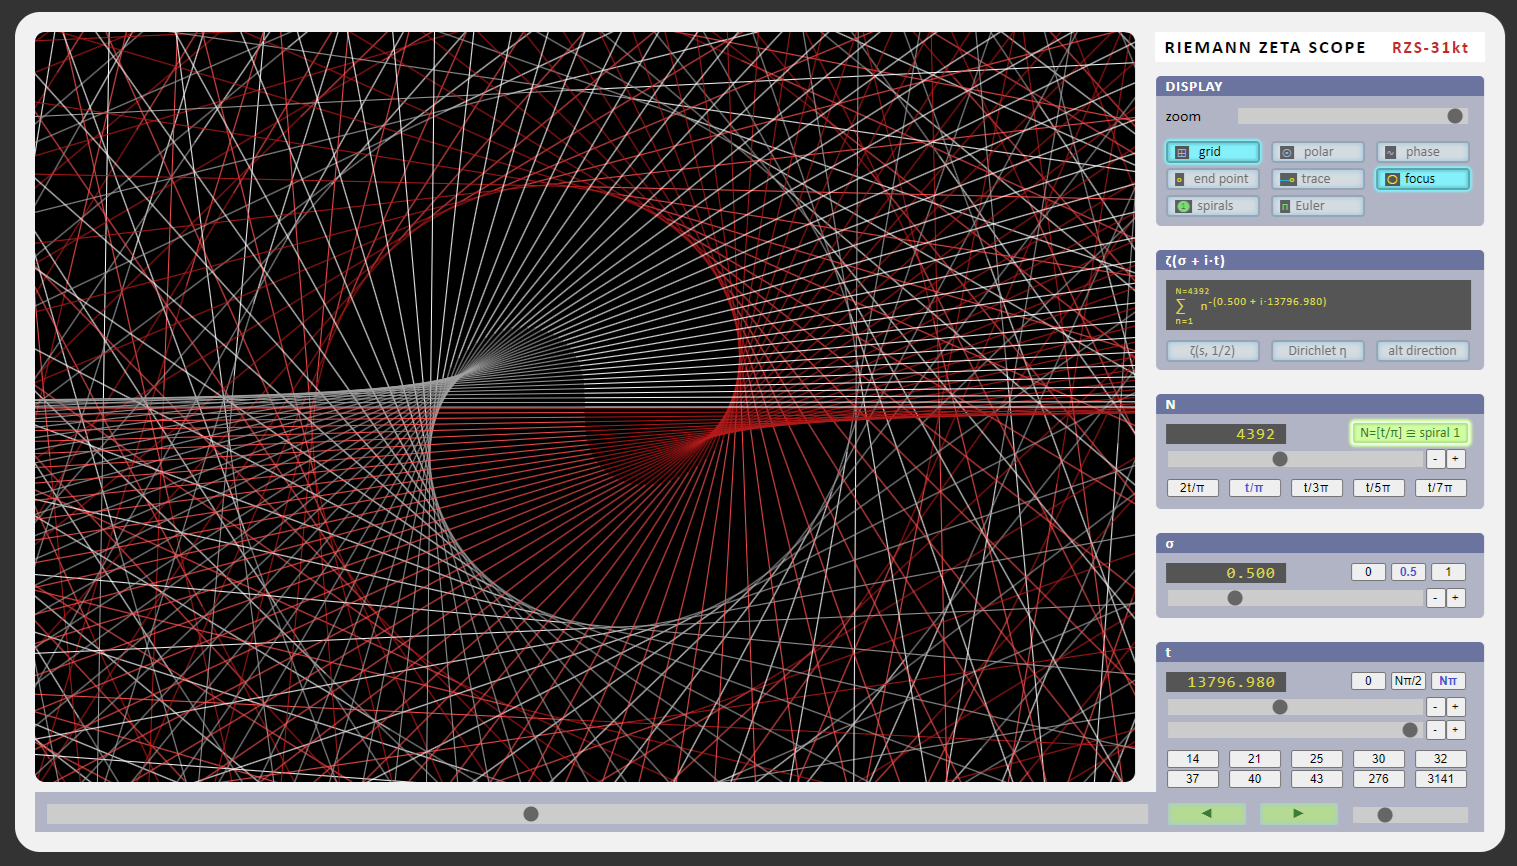 RIEMANN ZETA SCOPE RZS-31kt
DISPLAY
zoom
grid polar phase
end point trace focus
spirals Euler
ζ(σ + i·t)
N=4392
∑ n^-(0.500 + i·13796.980)
n=1
ζ(s, 1/2) Dirichlet η alt direction
N
4392 N=[t/π] ≡ spiral 1
- +
2t/π t/π t/3π t/5π t/7π
σ
0.500 0 0.5 1
- +
t
13796.980 0 Nπ/2 Nπ
- +
- +
14 21 25 30 32
37 40 43 276 3141
◀ ▶